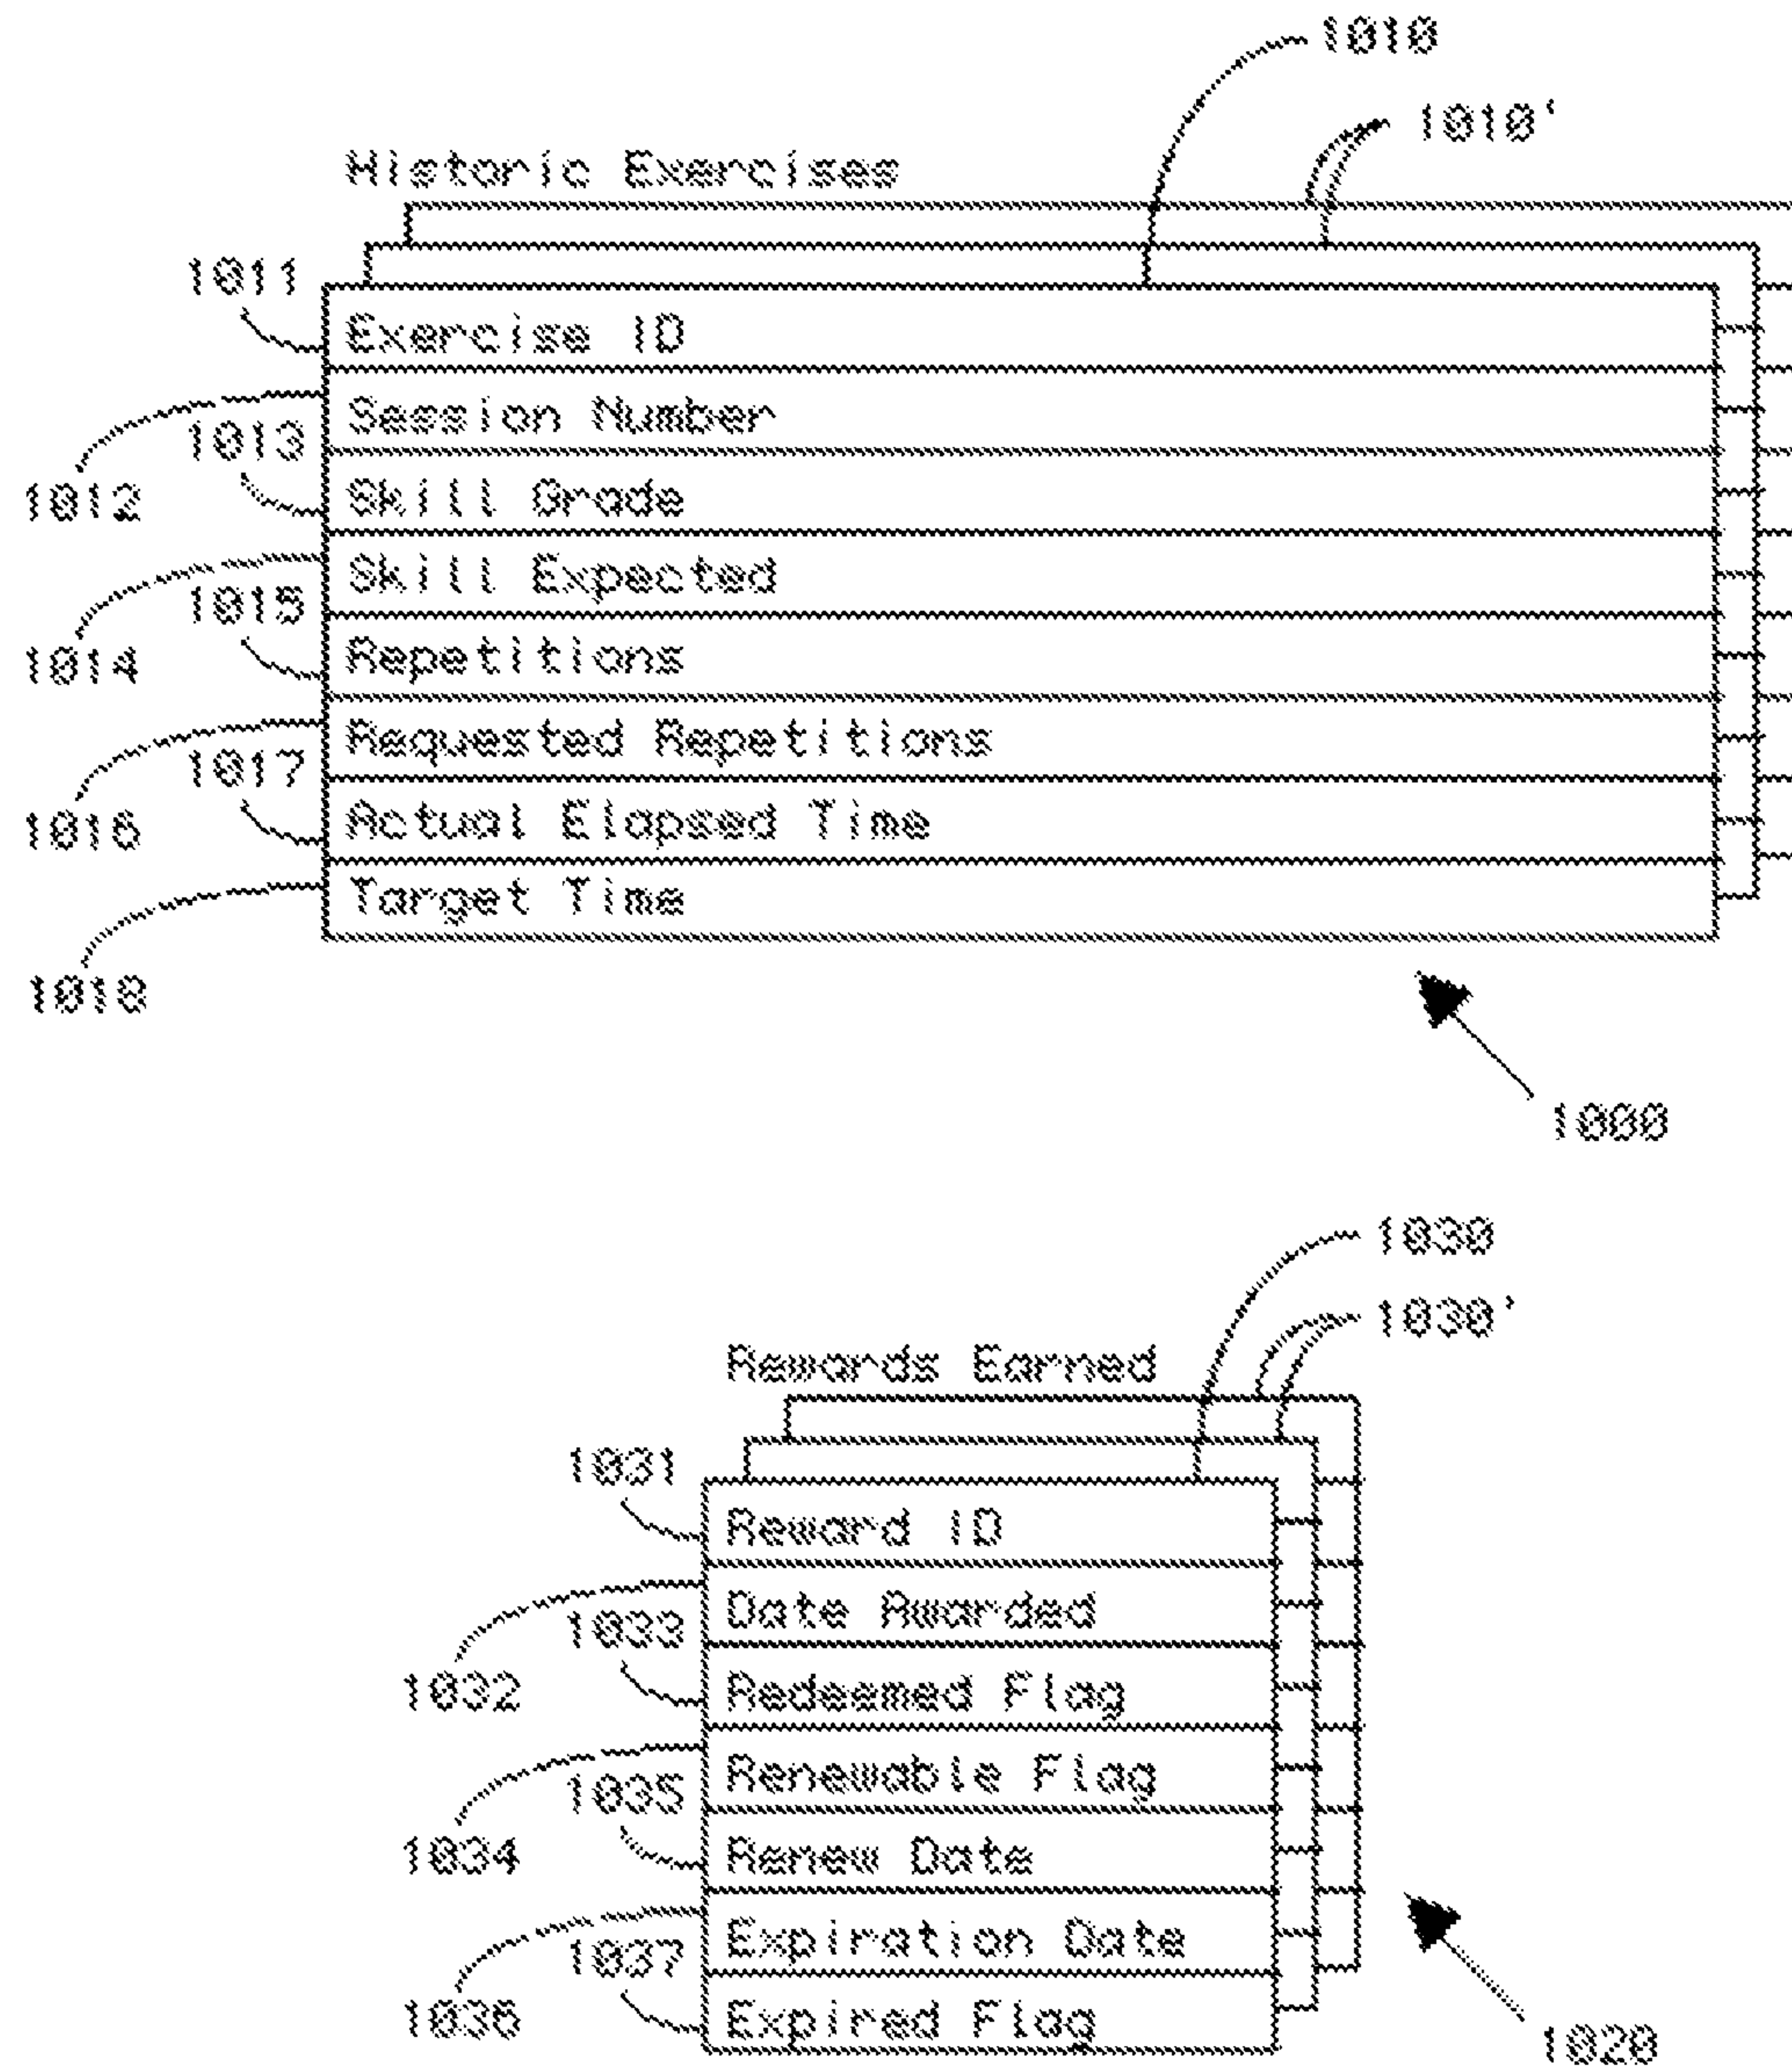 1010
1010'
Historic Exercises
1011
Exercise ID
Session Number
1013
1012
Skill Grade
Skill Expected
1015
1014
Repetitions
Requested Repetitions
1017
1016
Actual Elapsed Time
Target Time
1018
1000
1030
1030'
Rewards Earned
1031
Reward ID
Date Awarded
1033
1032
Redeemed Flag
Renewable Flag
1035
1034
Renew Date
Expiration Date
1037
1036
Expired Flag
1020